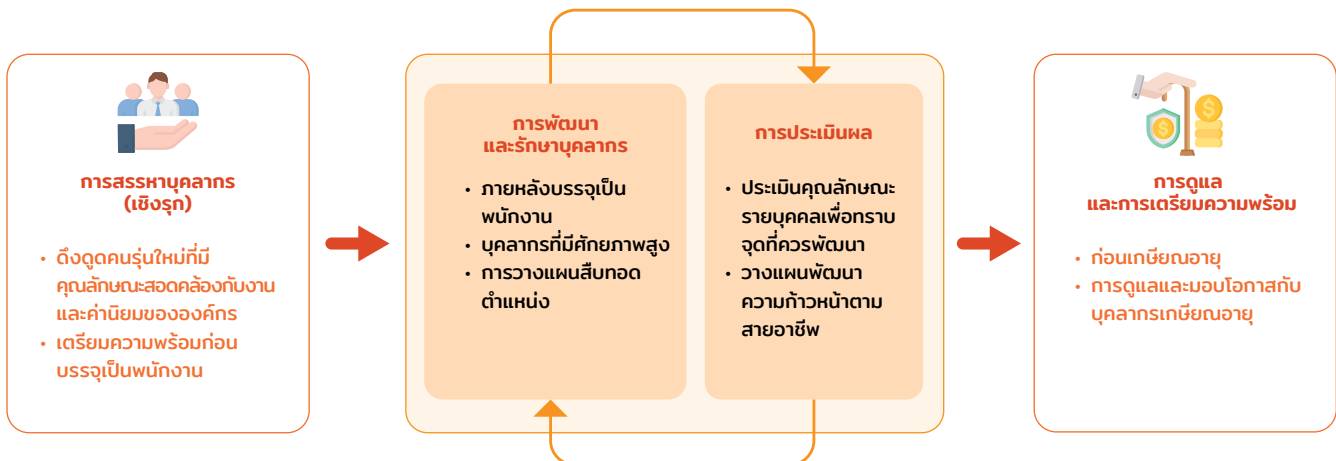 การสรรหาบุคลากร
(เชิงรุก)
• ดึงดูดคนรุ่นใหม่ที่มี
คุณลักษณะสอดคล้องกับงาน
และค่านิยมขององค์กร
• เตรียมความพร้อมก่อน
บรรจุเป็นพนักงาน
การพัฒนา
และรักษาบุคลากร
• ภายหลังบรรจุเป็น
พนักงาน
• บุคลากรที่มีศักยภาพสูง
• การวางแผนสืบทอด
ตำแหน่ง
การประเมินผล
• ประเมินคุณลักษณะ
รายบุคคลเพื่อทราบ
จุดที่ควรพัฒนา
• วางแผนพัฒนา
ความก้าวหน้าตาม
สายอาชีพ
การดูแล
และการเตรียมความพร้อม
• ก่อนเกษียณอายุ
• การดูแลและมอบโอกาสกับ
บุคลากรเกษียณอายุ